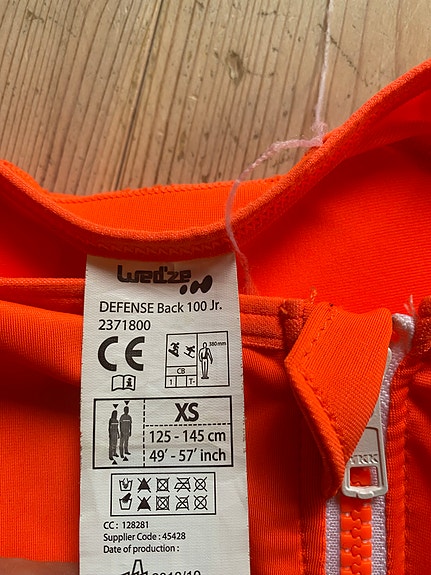 Wed'ze
DEFENSE Back 100 Jr.
2371800
CE
380 mm
CB
1 T-
XS
125 - 145 cm
49′ - 57′ inch
CC : 128281
Supplier Code : 45428
Date of production :
YKK